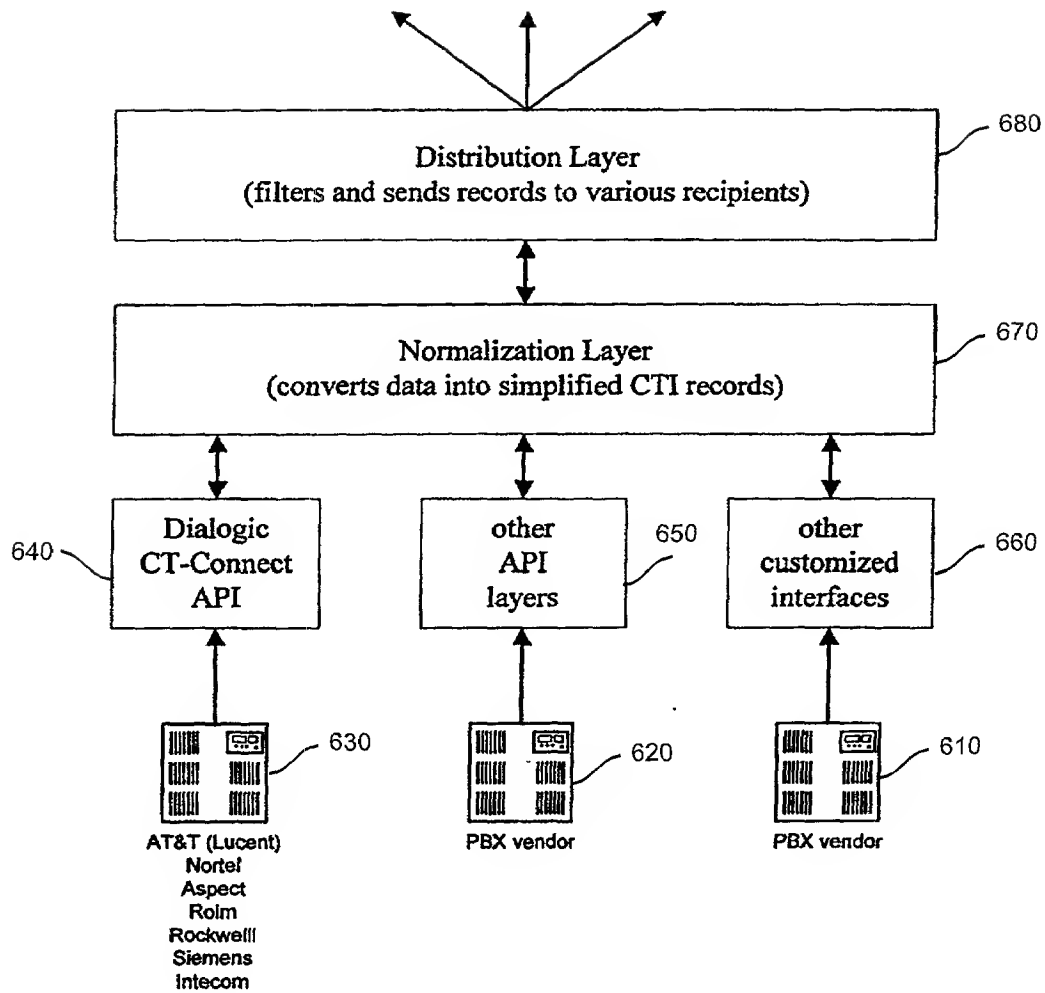 Distribution Layer
(filters and sends records to various recipients)
680
Normalization Layer
(converts data into simplified CTI records)
670
640
Dialogic
CT-Connect
API
other
API
layers
650
other
customized
interfaces
660
630
620
610
AT&T (Lucent)
Nortel
Aspect
Rolm
Rockwell
Siemens
Intecom
PBX vendor
PBX vendor